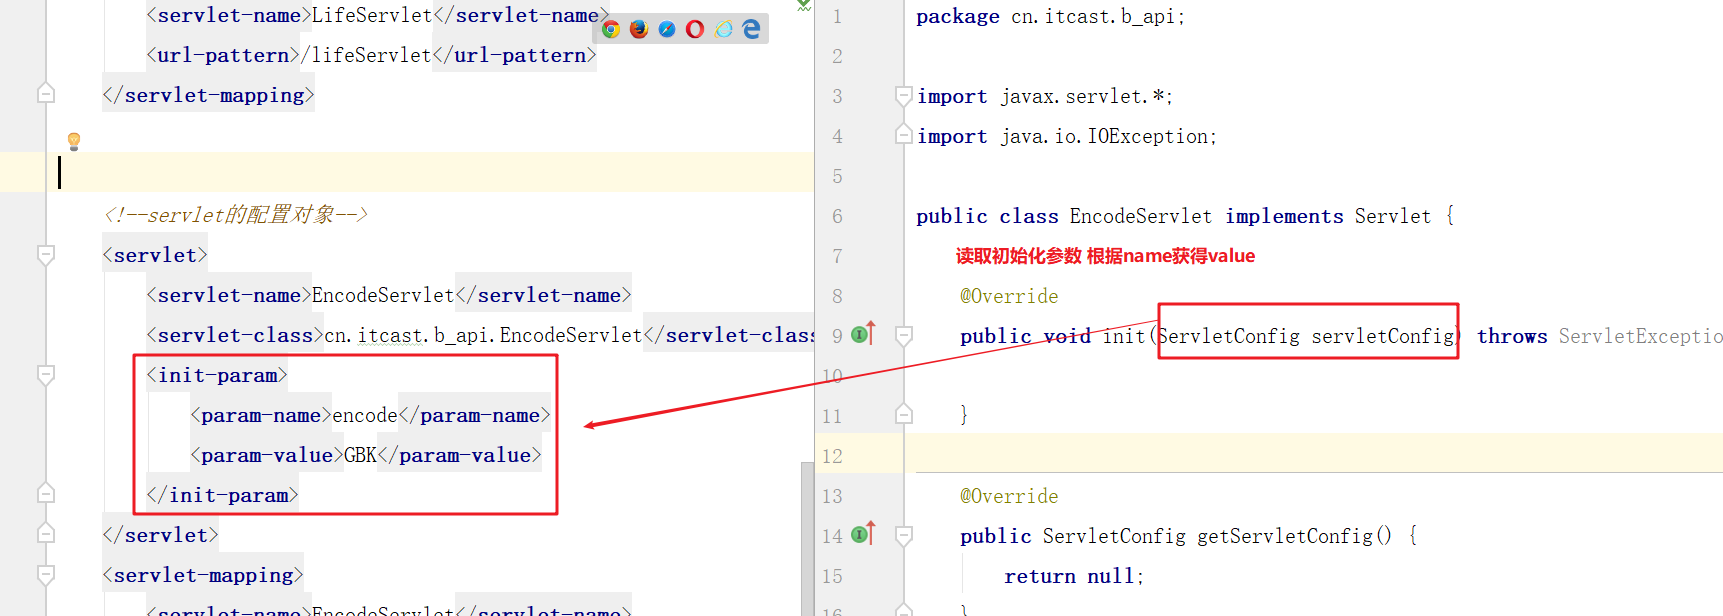 <servlet-name>LifeServlet</servlet-name>
<url-pattern>/lifeServlet</url-pattern>
</servlet-mapping>
<!--servlet的配置对象-->
<servlet>
<servlet-name>EncodeServlet</servlet-name>
<servlet-class>cn.itcast.b_api.EncodeServlet</servlet-class
<init-param>
<param-name>encode</param-name>
<param-value>GBK</param-value>
</init-param>
</servlet>
<servlet-mapping>
<servlet-name>EncodeServlet</servlet-name>
1 package cn.itcast.b_api;
2
3 import javax.servlet.*;
4 import java.io.IOException;
5
6 public class EncodeServlet implements Servlet {
7 读取初始化参数 根据name获得value
8 @Override
9 public void init(ServletConfig servletConfig) throws ServletExceptio
10
11 }
12
13 @Override
14 public ServletConfig getServletConfig() {
15 return null;
16 }